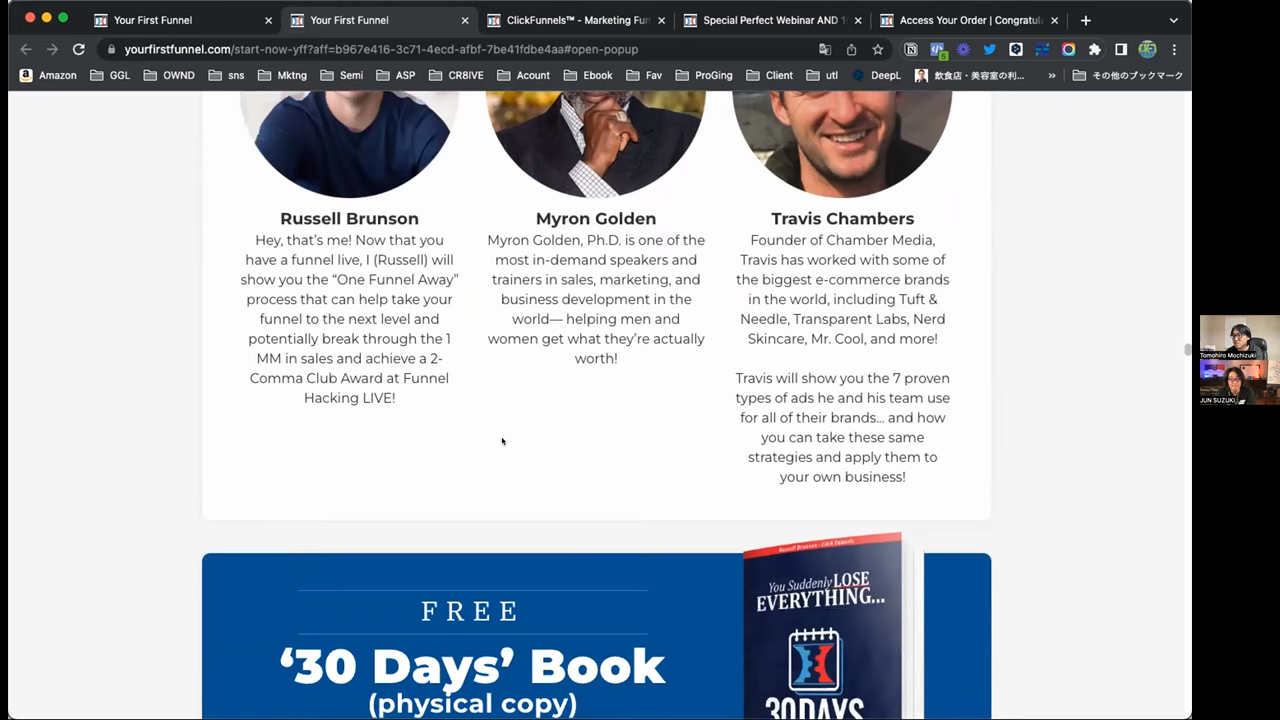 Your First Funnel
Your First Funnel
ClickFunnels™ - Marketing Fun
Special Perfect Webinar AND 1
Access Your Order | Congratul
yourfirstfunnel.com/start-now-yff?aff=b967e416-3c71-4ecd-afbf-7be41fdbe4aa#open-popup
Amazon
GGL
OWND
sns
Mktng
Semi
ASP
CR8IVE
Acount
Ebook
Fav
ProGing
Client
utl
DeepL
飲食店・美容室の利...
»
その他のブックマーク
Russell Brunson
Hey, that's me! Now that you
have a funnel live, I (Russell) will
show you the “One Funnel Away”
process that can help take your
funnel to the next level and
potentially break through the 1
MM in sales and achieve a 2-
Comma Club Award at Funnel
Hacking LIVE!
Myron Golden
Myron Golden, Ph.D. is one of the
most in-demand speakers and
trainers in sales, marketing, and
business development in the
world— helping men and
women get what they're actually
worth!
Travis Chambers
Founder of Chamber Media,
Travis has worked with some of
the biggest e-commerce brands
in the world, including Tuft &
Needle, Transparent Labs, Nerd
Skincare, Mr. Cool, and more!
Travis will show you the 7 proven
types of ads he and his team use
for all of their brands... and how
you can take these same
strategies and apply them to
your own business!
FREE
‘30 Days’ Book
(physical copy)
You Suddenly LOSE
EVERYTHING...
30 DAYS
Tomohiro Mochizuki
JUN SUZUKI